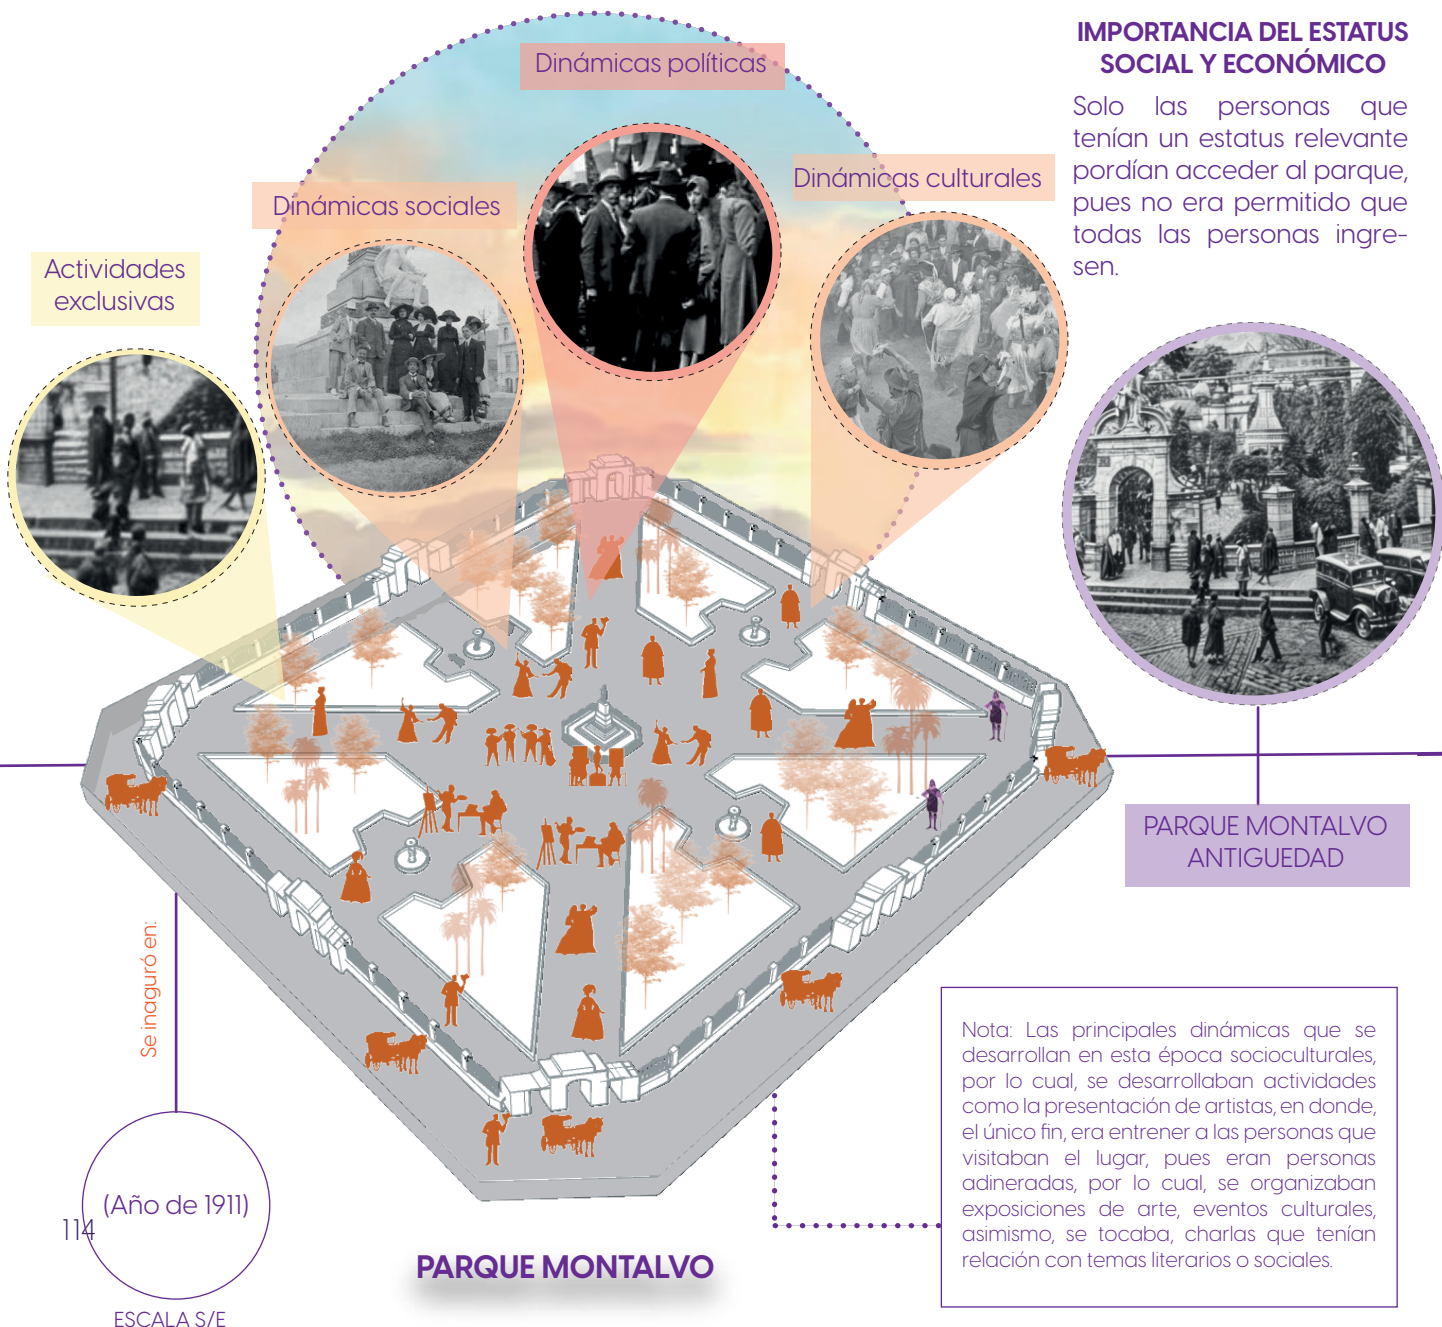 Dinámicas políticas
Dinámicas sociales
Dinámicas culturales
Actividades
exclusivas
IMPORTANCIA DEL ESTATUS
SOCIAL Y ECONÓMICO
Solo las personas que
tenían un estatus relevante
pordían acceder al parque,
pues no era permitido que
todas las personas ingre-
sen.
PARQUE MONTALVO
ANTIGUEDAD
Se inaguró en:
(Año de 1911)
114
ESCALA S/E
PARQUE MONTALVO
Nota: Las principales dinámicas que se
desarrollan en esta época socioculturales,
por lo cual, se desarrollaban actividades
como la presentación de artistas, en donde,
el único fin, era entrener a las personas que
visitaban el lugar, pues eran personas
adineradas, por lo cual, se organizaban
exposiciones de arte, eventos culturales,
asimismo, se tocaba, charlas que tenían
relación con temas literarios o sociales.